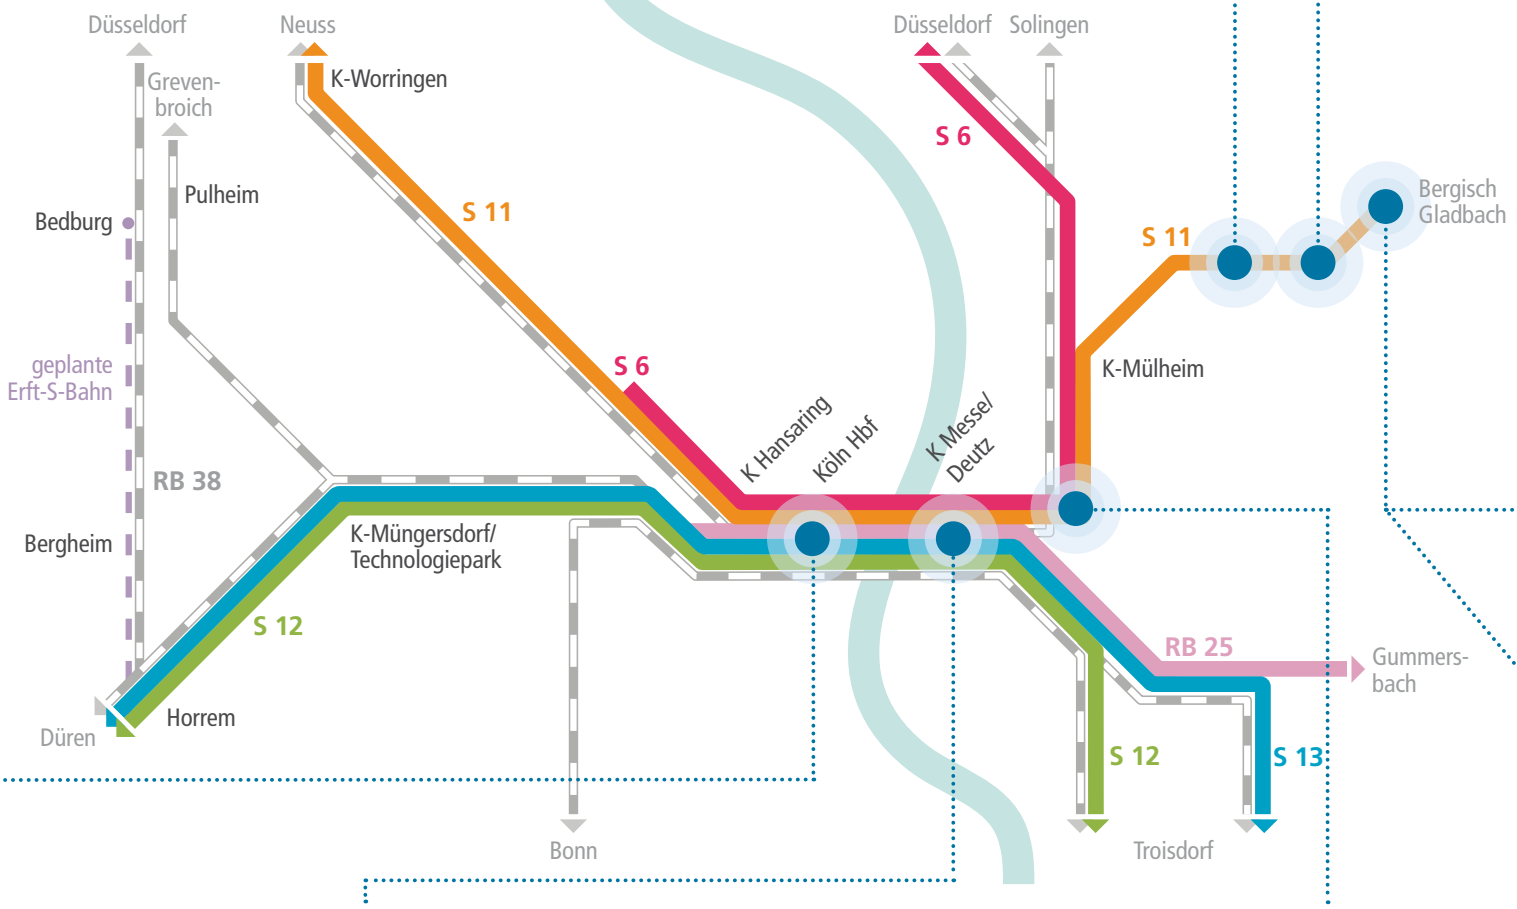 Düsseldorf
Neuss
Düsseldorf
Solingen
Greven-
broich
K-Worringen
S 6
Pulheim
Bedburg
S 11
Bergisch
Gladbach
S 11
geplante
Erft-S-Bahn
S 6
K-Mülheim
K Hansaring
Köln Hbf
K Messe/
Deutz
RB 38
Bergheim
K-Müngersdorf/
Technologiepark
S 12
RB 25
Gummers-
bach
Horrem
Düren
S 12
S 13
Bonn
Troisdorf